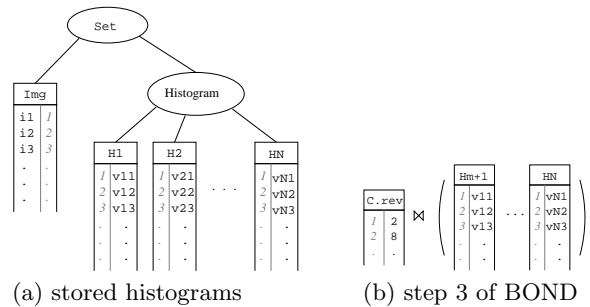 Set
Histogram
Img
i1 1
i2 2
i3 3
. .
. .
. .
H1 H2 HN
1 v11 1 v21 1 vN1
2 v12 2 v22 . . . 2 vN2
3 v13 3 v23 3 vN3
. . . . . .
. . . . . .
. . . . . .
Hm+1 HN
C.rev 1 v11 1 vN1
1 2 ⋈ ( 2 v12 ... 2 vN2 )
2 8 3 v13 3 vN3
. . . . . .
. . . . . .
(a) stored histograms (b) step 3 of BOND